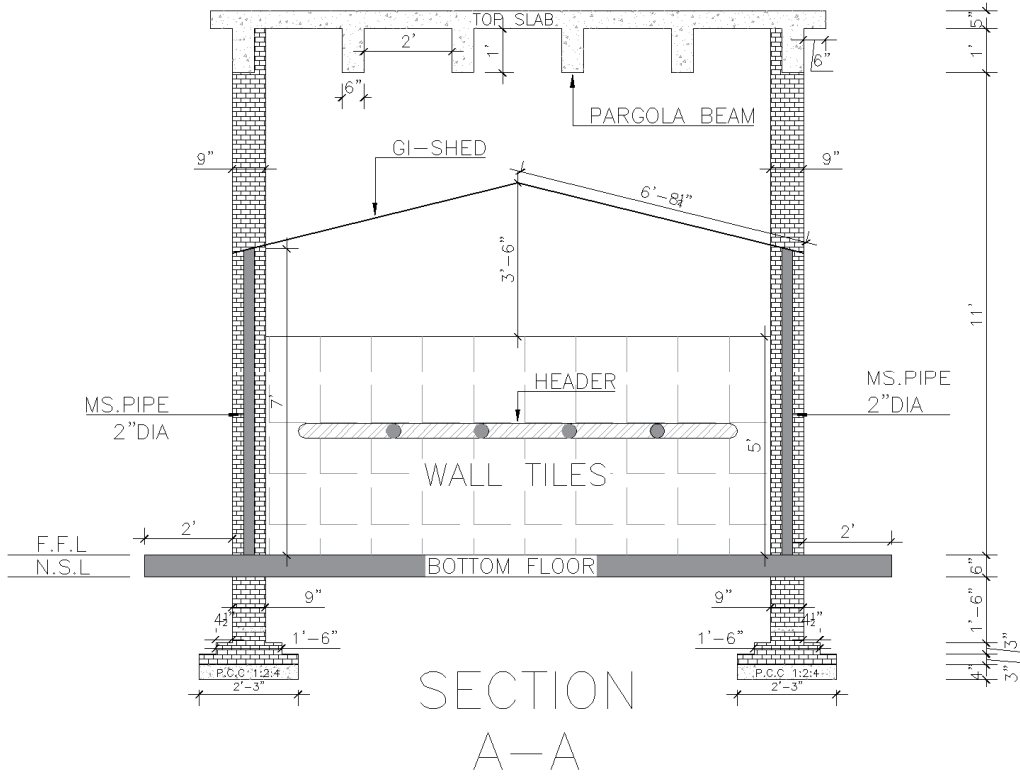 TOP SLAB
5"
2'
1'
6"
1'
6"
PARGOLA BEAM
GI-SHED
9"
9"
6'-8¼"
3'-6"
11'
HEADER
MS.PIPE
2"DIA
7'
MS.PIPE
2"DIA
5'
WALL TILES
2'
2'
F.F.L
N.S.L
BOTTOM FLOOR
6"
9"
9"
4½"
4½"
1'-6"
1'-6"
1'-6"
3"
P.C.C 1:2:4
P.C.C 1:2:4
2'-3"
2'-3"
4"
3"
SECTION
A-A